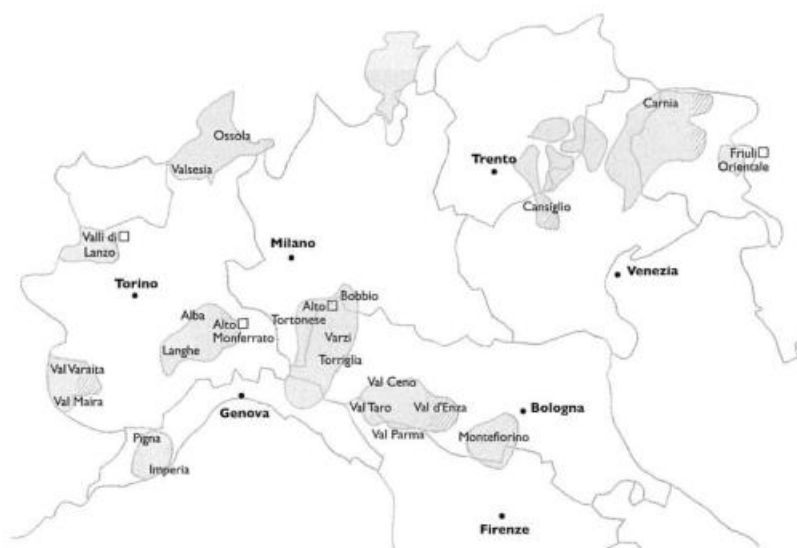 Ossola
Valsesia
Carnia
Trento
Friuli
Orientale
Cansiglio
Valli di
Lanzo
Milano
Torino
Venezia
Bobbio
Alto
Tortonese
Varzi
Torriglia
Alba
Alto
Monferrato
Langhe
Val Varaita
Val Maira
Genova
Val Ceno
Val Taro
Val d'Enza
Val Parma
Bologna
Montefiorino
Pigna
Imperia
Firenze